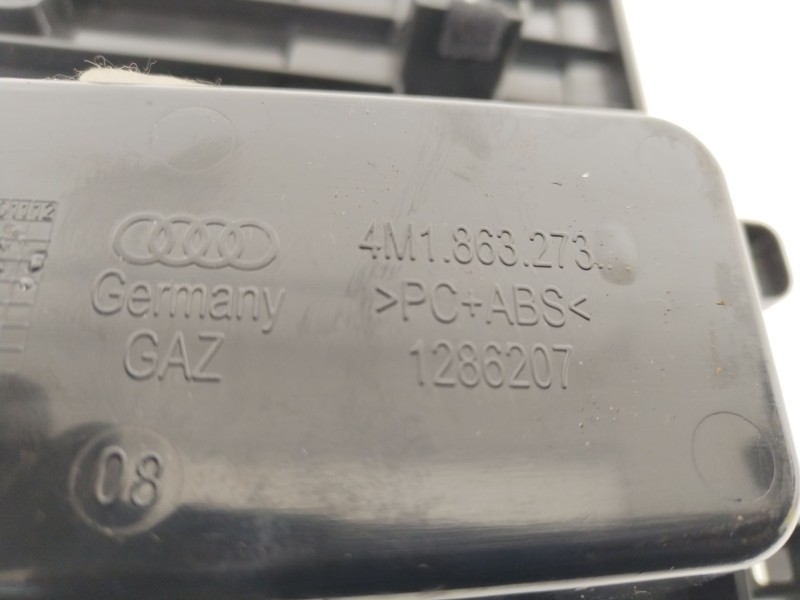 4M1.863.273..
Germany
>PC+ABS<
GAZ
1286207
08